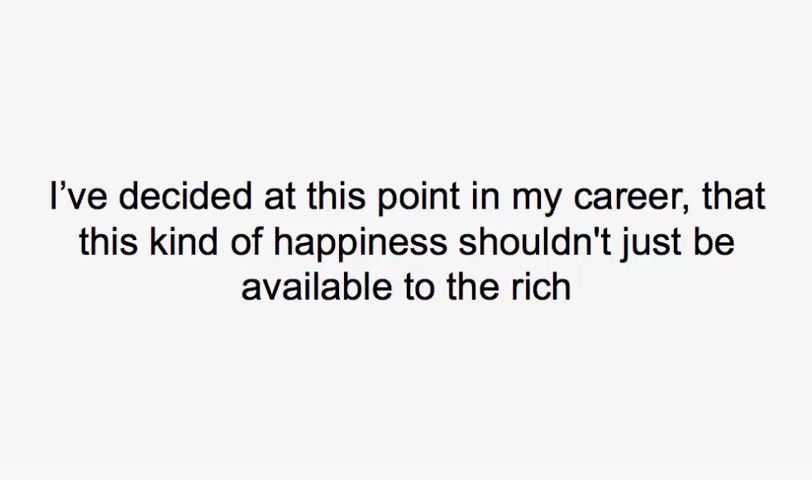 I’ve decided at this point in my career, that
this kind of happiness shouldn't just be
available to the rich